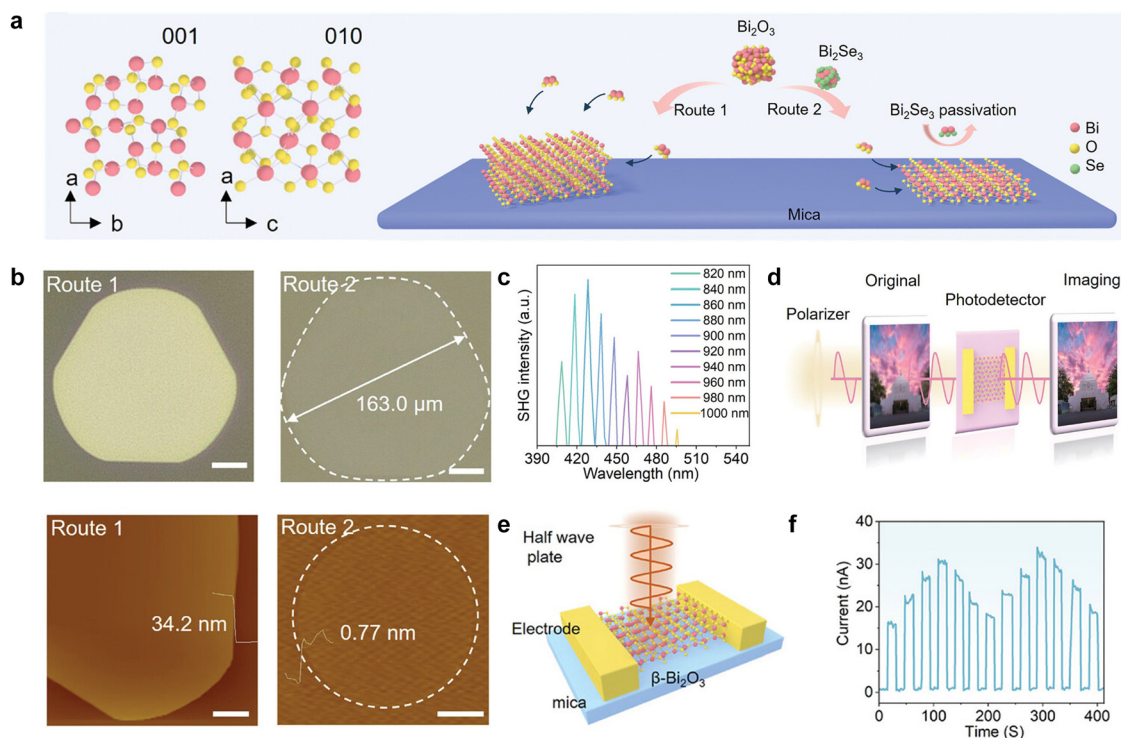 a
001
010
a
b
a
c
Bi₂O₃
Bi₂Se₃
Route 1
Route 2
Bi₂Se₃ passivation
Bi
O
Se
Mica
b
Route 1
Route 2
163.0 µm
Route 1
34.2 nm
Route 2
0.77 nm
c
SHG intensity (a.u.)
820 nm
840 nm
860 nm
880 nm
900 nm
920 nm
940 nm
960 nm
980 nm
1000 nm
390 420 450 480 510 540
Wavelength (nm)
d
Original
Imaging
Polarizer
Photodetector
e
Half wave
plate
Electrode
β-Bi₂O₃
mica
f
Current (nA)
40
30
20
10
0
0 100 200 300 400
Time (S)